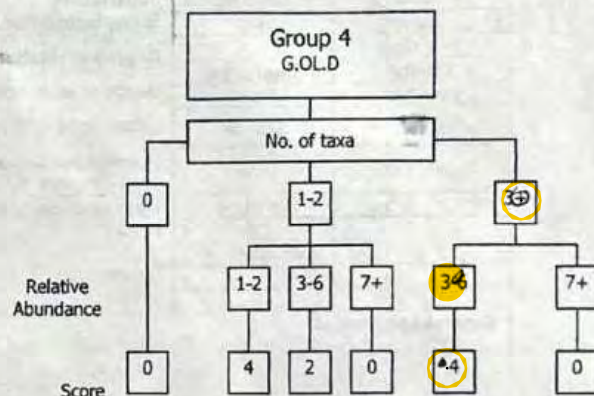 Group 4
G.OL.D
No. of taxa
0 1-2
1-2 3-6 7+ 3-6 7+
Relative
Abundance
0 4 2 0 4 0
Score